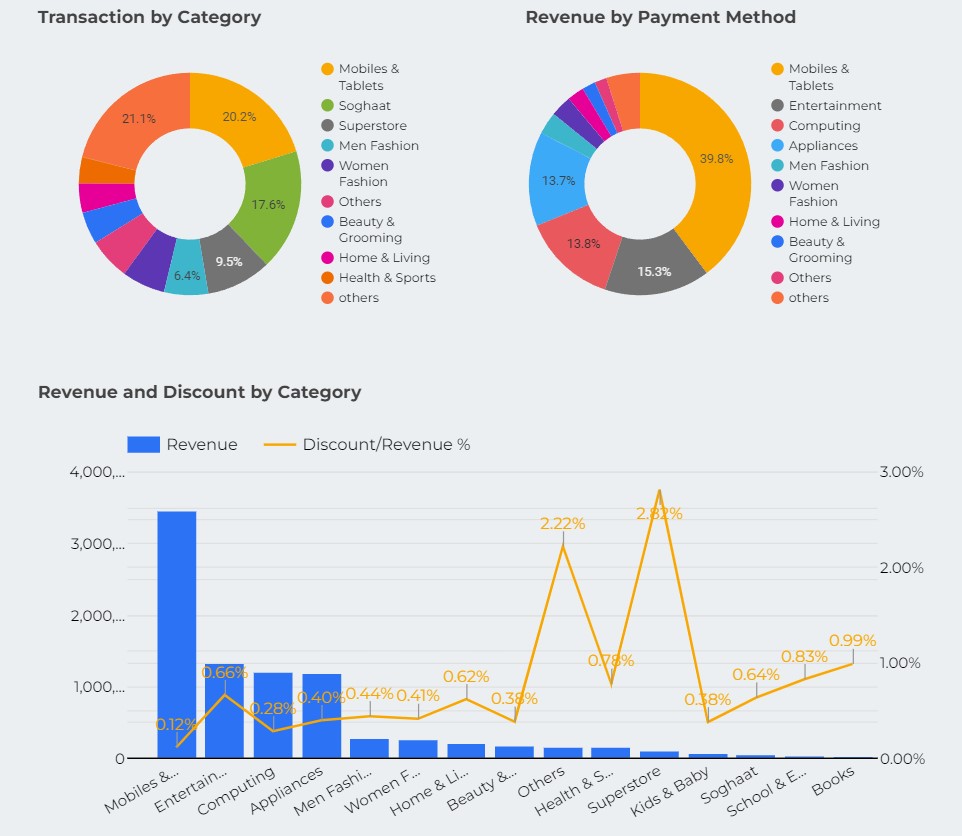 Transaction by Category
Revenue by Payment Method
Mobiles &
Tablets
Soghaat
Superstore
Men Fashion
Women
Fashion
Others
Beauty &
Grooming
Home & Living
Health & Sports
others
21.1%
20.2%
17.6%
9.5%
6.4%
Mobiles &
Tablets
Entertainment
Computing
Appliances
Men Fashion
Women
Fashion
Home & Living
Beauty &
Grooming
Others
others
39.8%
13.7%
13.8%
15.3%
Revenue and Discount by Category
Revenue
Discount/Revenue %
4,000,...
3,000,...
2,000,...
1,000,...
0
3.00%
2.00%
1.00%
0.00%
0.12%
0.66%
0.28%
0.40%
0.44%
0.41%
0.62%
0.38%
2.22%
0.78%
2.82%
0.38%
0.64%
0.83%
0.99%
Mobiles &...
Entertain...
Computing
Appliances
Men Fashi...
Women F...
Home & Li...
Beauty &...
Others
Health & S...
Superstore
Kids & Baby
Soghaat
School & E...
Books